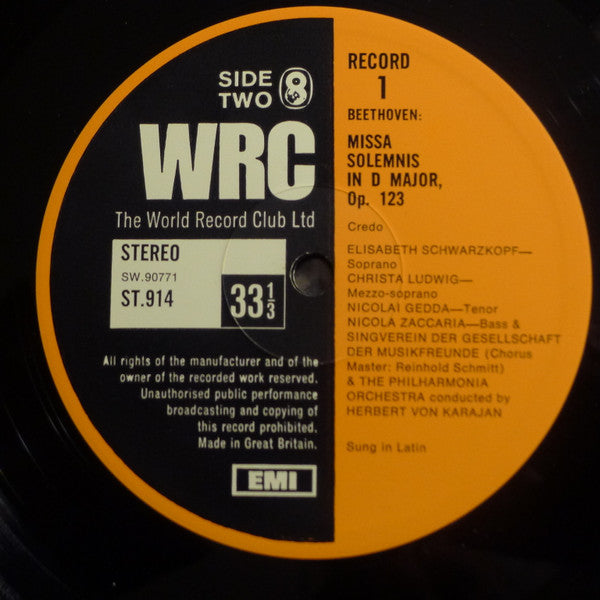 SIDE
TWO 8
WRC
The World Record Club Ltd
STEREO
SW.90771
ST.914
33⅓
All rights of the manufacturer and of the
owner of the recorded work reserved.
Unauthorised public performance
broadcasting and copying of
this record prohibited.
Made in Great Britain.
EMI
RECORD
1
BEETHOVEN:
MISSA
SOLEMNIS
IN D MAJOR,
Op. 123
Credo
ELISABETH SCHWARZKOPF—
Soprano
CHRISTA LUDWIG—
Mezzo-soprano
NICOLAI GEDDA—Tenor
NICOLA ZACCARIA—Bass &
SINGVEREIN DER GESELLSCHAFT
DER MUSIKFREUNDE (Chorus
Master: Reinhold Schmitt)
& THE PHILHARMONIA
ORCHESTRA conducted by
HERBERT VON KARAJAN
Sung in Latin